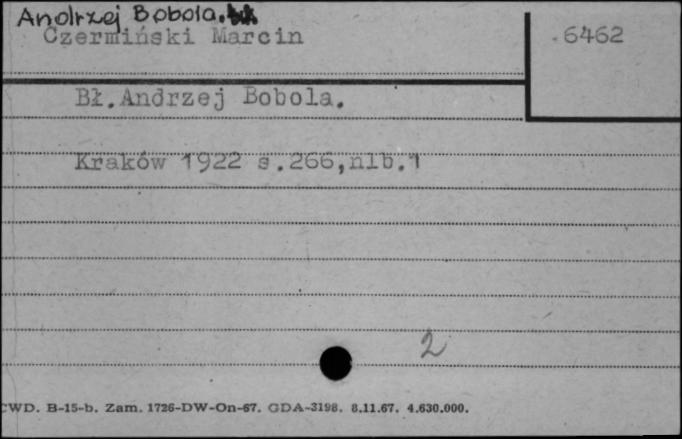 Andrzej Bobola.
Czermiński Marcin
6462
Bł.Andrzej Bobola.
Kraków 1922 s.266,nlb.1
2
CWD. B-15-b. Zam. 1726-DW-On-67. GDA-3198. 8.11.67. 4.630.000.